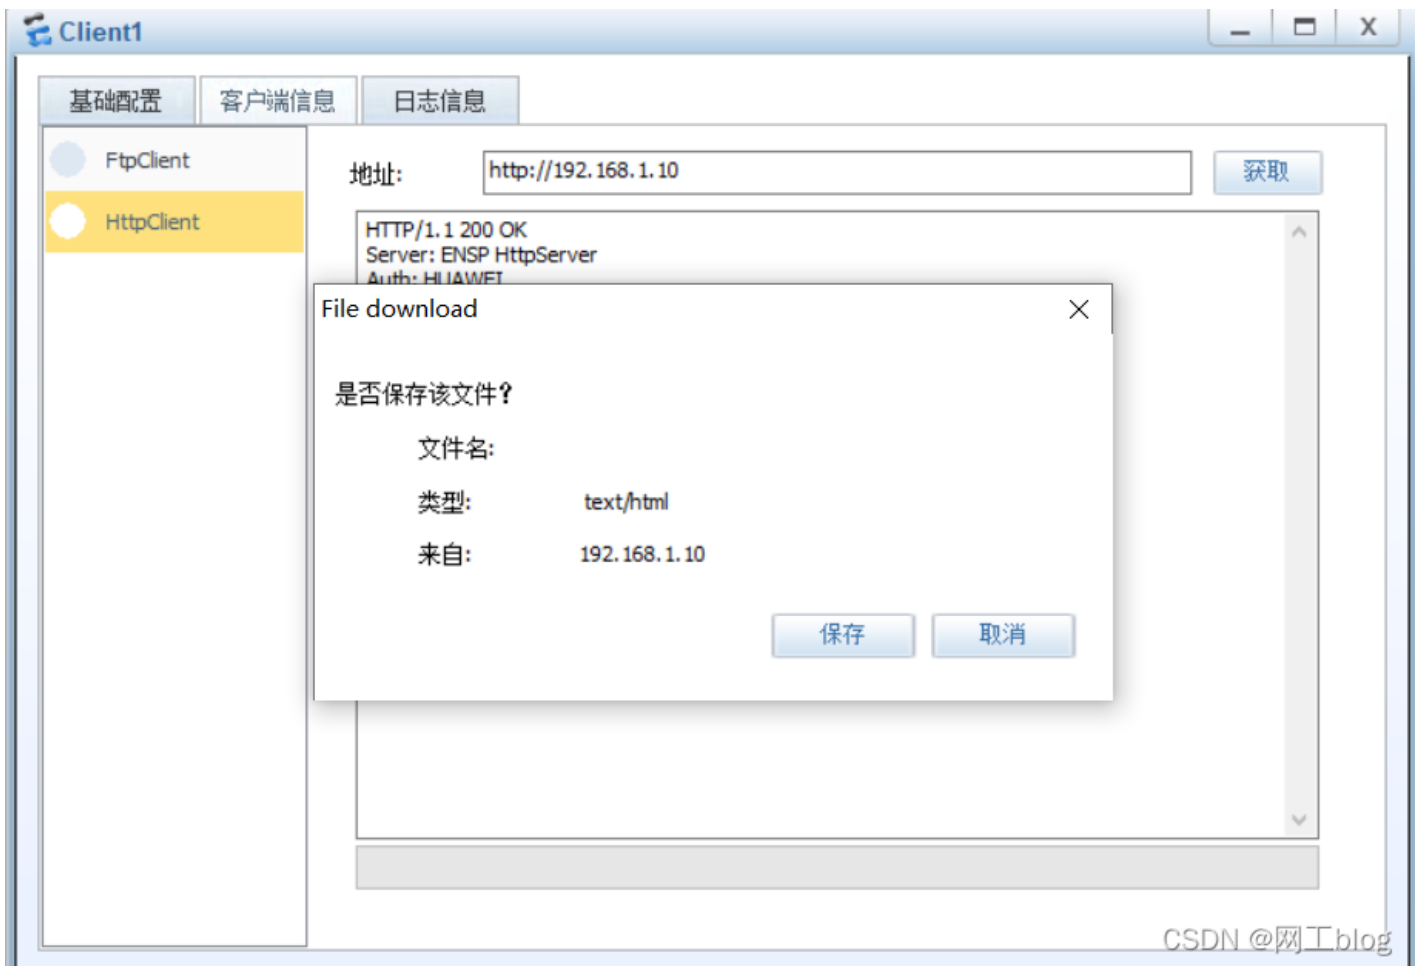 Client1
基础配置 客户端信息 日志信息
FtpClient
HttpClient
地址: http://192.168.1.10 获取
HTTP/1.1 200 OK
Server: ENSP HttpServer
Auth: HUAWEI
File download
是否保存该文件?
文件名:
类型: text/html
来自: 192.168.1.10
保存 取消
CSDN @网工blog